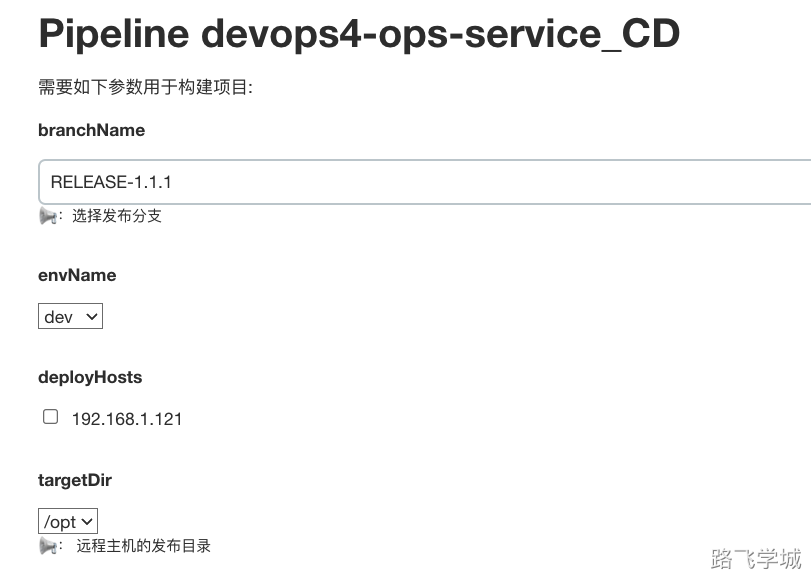 Pipeline devops4-ops-service_CD
需要如下参数用于构建项目:
branchName
RELEASE-1.1.1
: 选择发布分支
envName
dev
deployHosts
192.168.1.121
targetDir
/opt
: 远程主机的发布目录
路飞学城